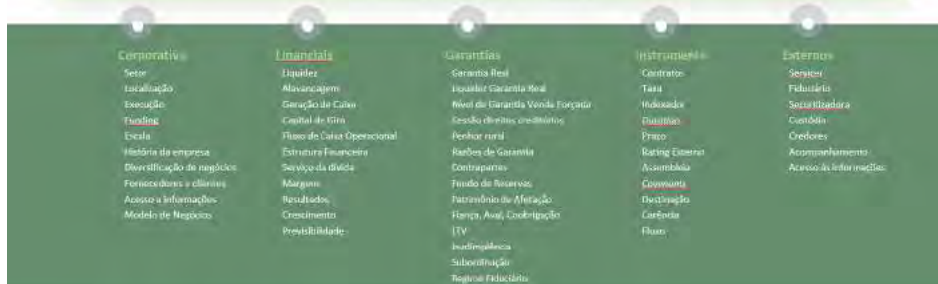 Corporativo
Setor
Localização
Execução
Funding
Escala
História da empresa
Diversificação de negócios
Fornecedores e clientes
Acesso a informações
Modelo de Negócios
Financiais
Liquidez
Alavancagem
Geração de Caixa
Capital de Giro
Fluxo de Caixa Operacional
Estrutura Financeira
Serviço da dívida
Margens
Resultados
Crescimento
Previsibilidade
Garantias
Garantia Real
Liquidez Garantia Real
Nível de Garantia Venda Forçada
Cessão direitos creditórios
Penhor rural
Razões de Garantia
Contrapartes
Fundo de Reservas
Patrimônio de Afetação
Fiança, Aval, Coobrigação
LTV
Inadimplência
Subordinação
Regime Fiduciário
Instrumento
Contratos
Taxa
Indexador
Duration
Prazo
Rating Externo
Assembleia
Covenants
Destinação
Carência
Fluxo
Externos
Servicer
Fiduciário
Securitizadora
Custódia
Credores
Acompanhamento
Acesso às informações